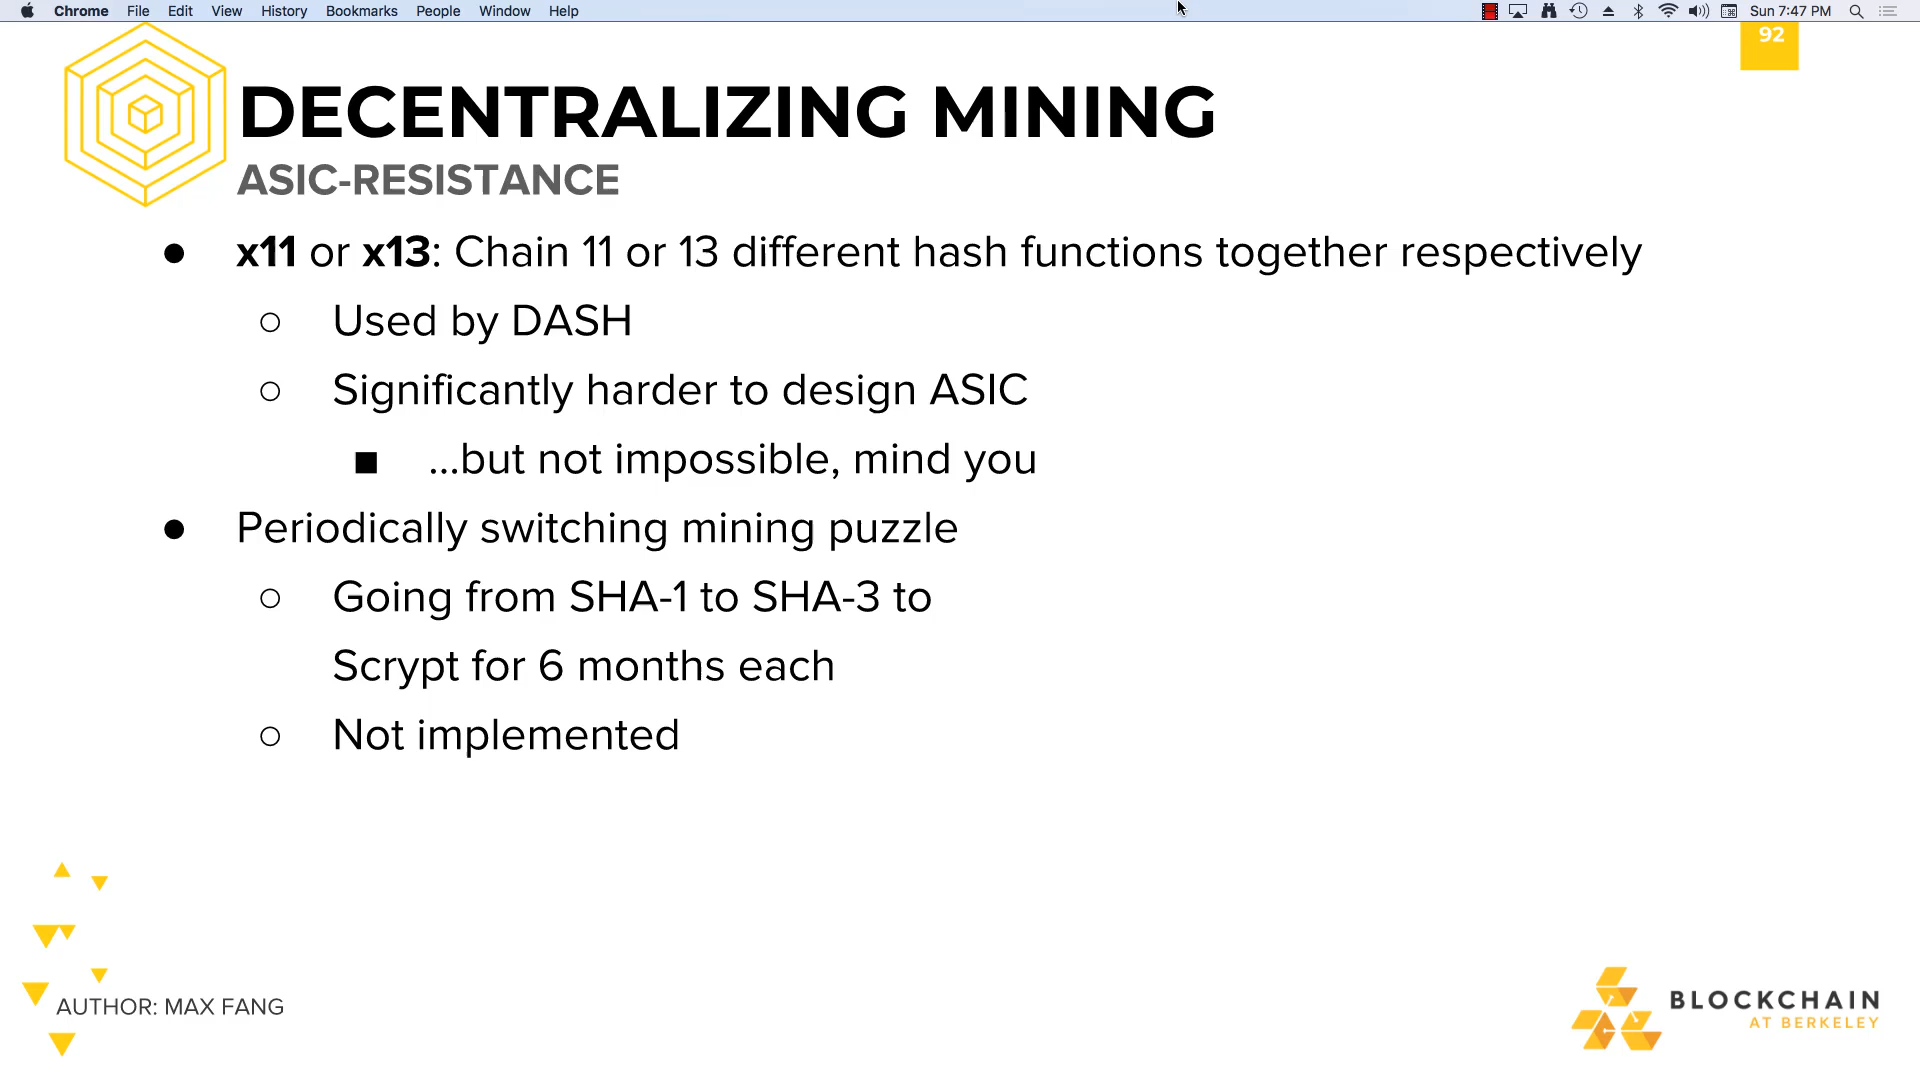 Chrome File Edit View History Bookmarks People Window Help Sun 7:47 PM
92
DECENTRALIZING MINING
ASIC-RESISTANCE
● x11 or x13: Chain 11 or 13 different hash functions together respectively
○ Used by DASH
○ Significantly harder to design ASIC
■ ...but not impossible, mind you
● Periodically switching mining puzzle
○ Going from SHA-1 to SHA-3 to
Scrypt for 6 months each
○ Not implemented
AUTHOR: MAX FANG
BLOCKCHAIN
AT BERKELEY